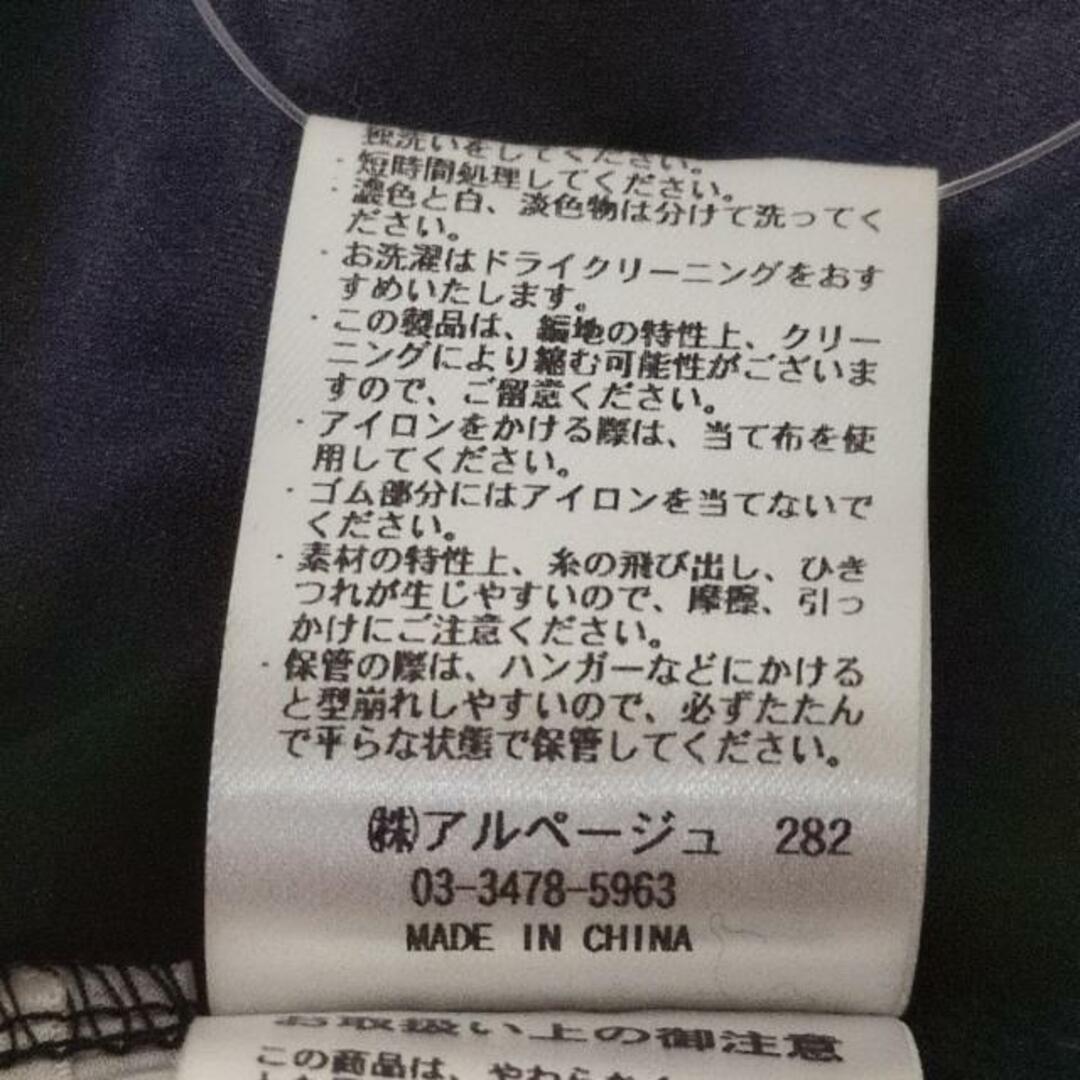 洗いをしてください。
・短時間処理してください。
・濃色と白、淡色物は分けて洗ってく
ださい。
・お洗濯はドライクリーニングをおす
すめいたします。
・この製品は、編地の特性上、クリー
ニングにより縮む可能性がございま
すので、ご留意ください。
・アイロンをかける際は、当て布を使
用してください。
・ゴム部分にはアイロンを当てないで
ください。
・素材の特性上、糸の飛び出し、ひき
つれが生じやすいので、摩擦、引っ
かけにご注意ください。
・保管の際は、ハンガーなどにかける
と型崩れしやすいので、必ずたたん
で平らな状態で保管してください。
㈱アルページュ 282
03-3478-5963
MADE IN CHINA
お取扱い上の御注意
この商品は、やわらかく